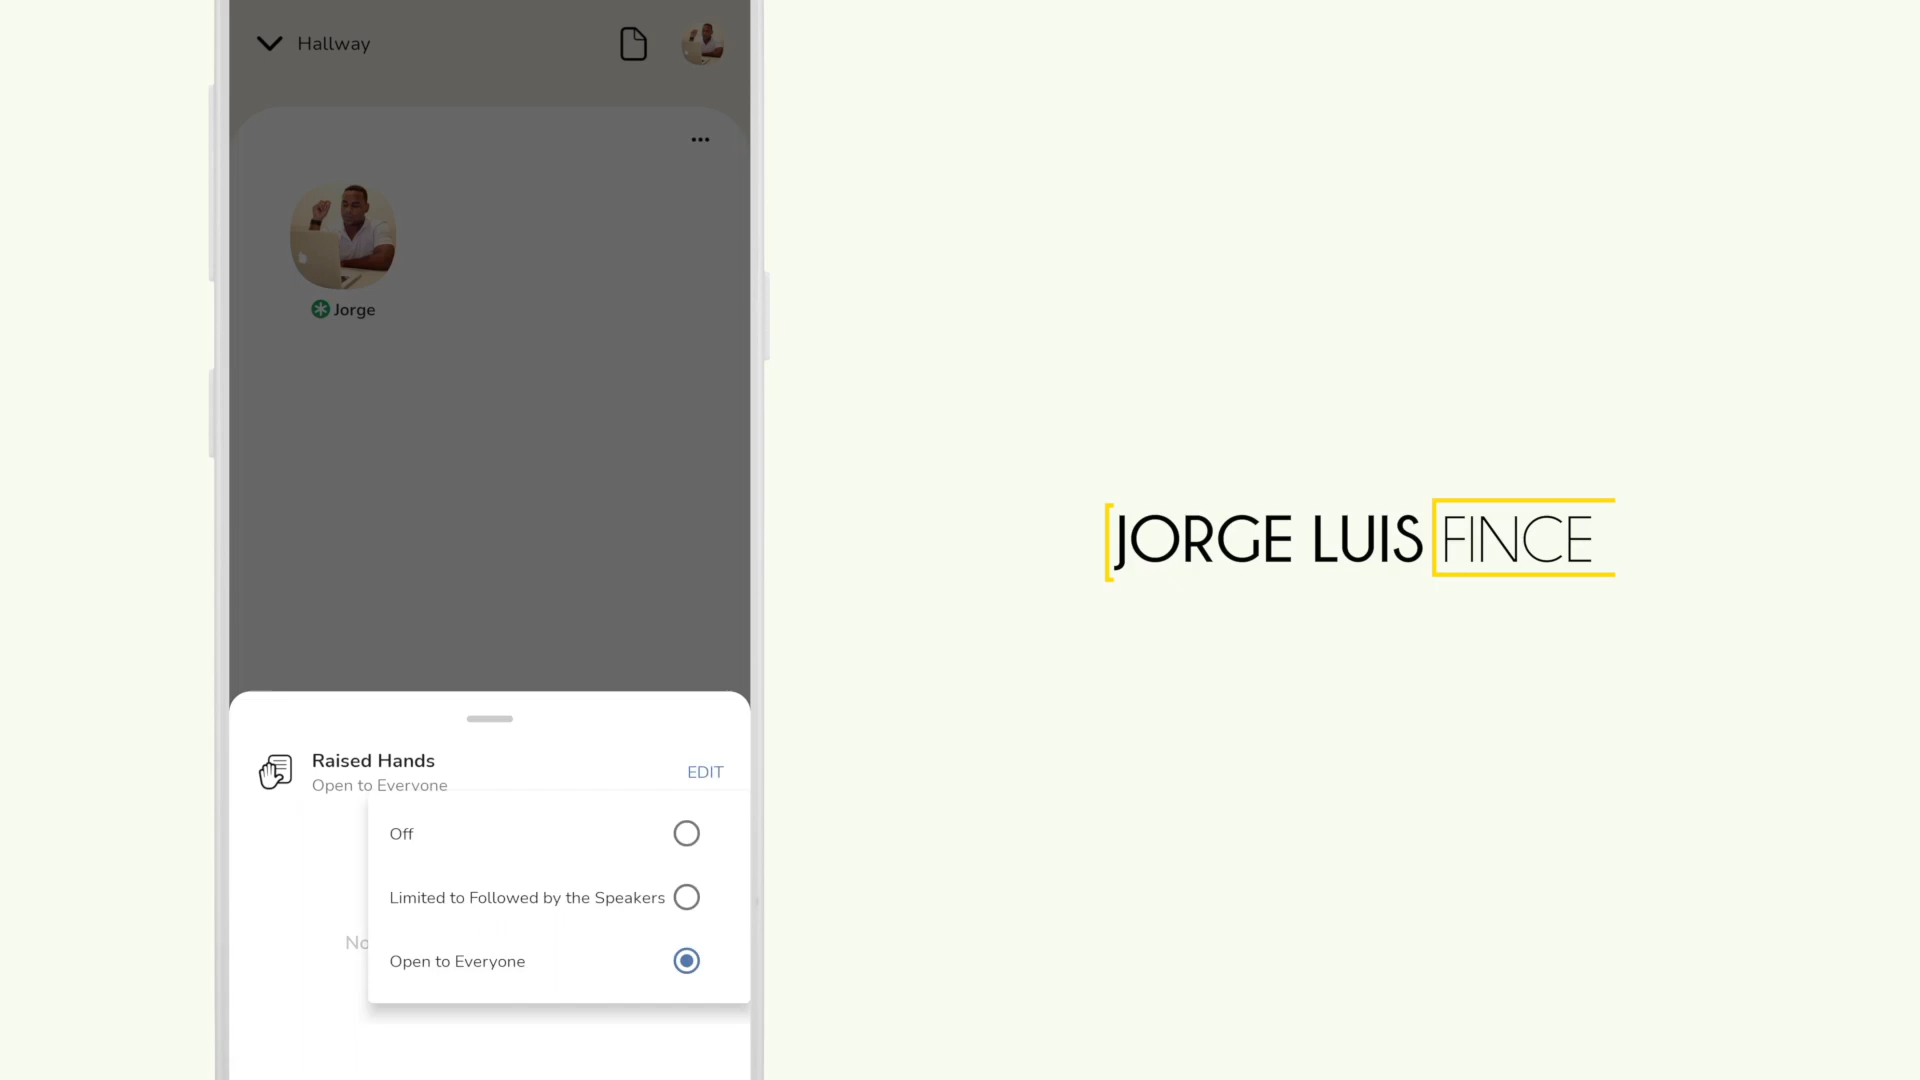 Hallway
Jorge
Raised Hands
Open to Everyone
EDIT
Off
Limited to Followed by the Speakers
No
Open to Everyone
JORGE LUIS FINCE